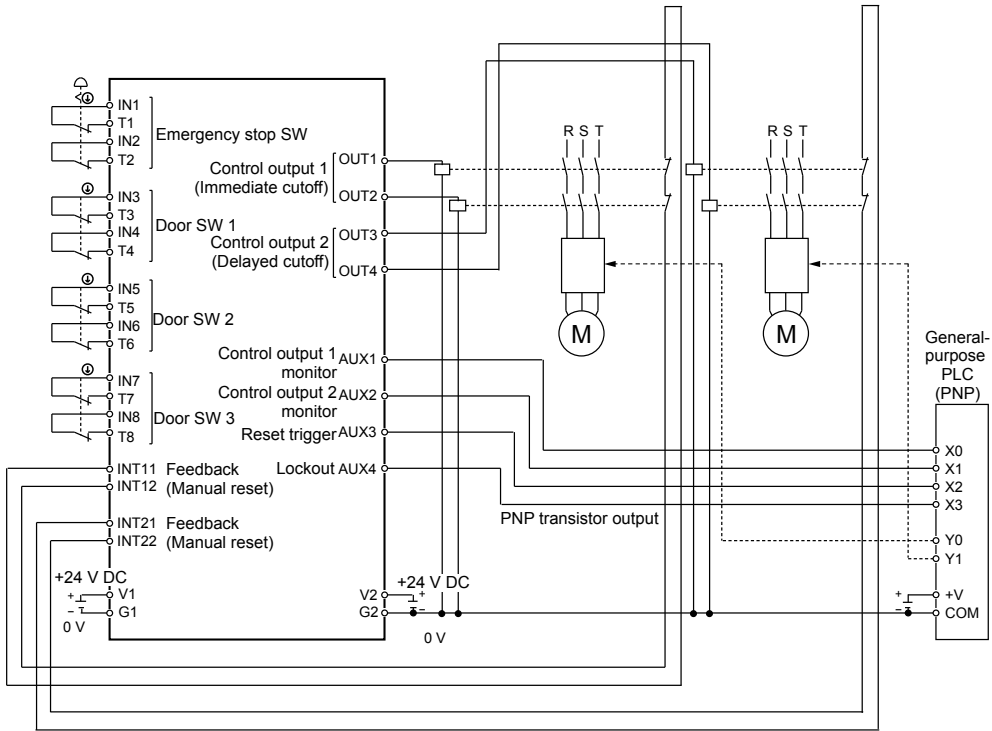 IN1
T1
IN2
T2
Emergency stop SW
IN3
T3
IN4
T4
Door SW 1
IN5
T5
IN6
T6
Door SW 2
IN7
T7
IN8
T8
Door SW 3
INT11 Feedback
INT12 (Manual reset)
INT21 Feedback
INT22 (Manual reset)
+24 V DC
+ V1
− G1
0 V
Control output 1
(Immediate cutoff)
OUT1
OUT2
Control output 2
(Delayed cutoff)
OUT3
OUT4
Control output 1
monitor
AUX1
Control output 2
monitor
AUX2
Reset trigger AUX3
Lockout AUX4
PNP transistor output
+24 V DC
V2 +
G2 −
0 V
R S T
M
R S T
M
General-
purpose
PLC
(PNP)
X0
X1
X2
X3
Y0
Y1
+ +V
− COM